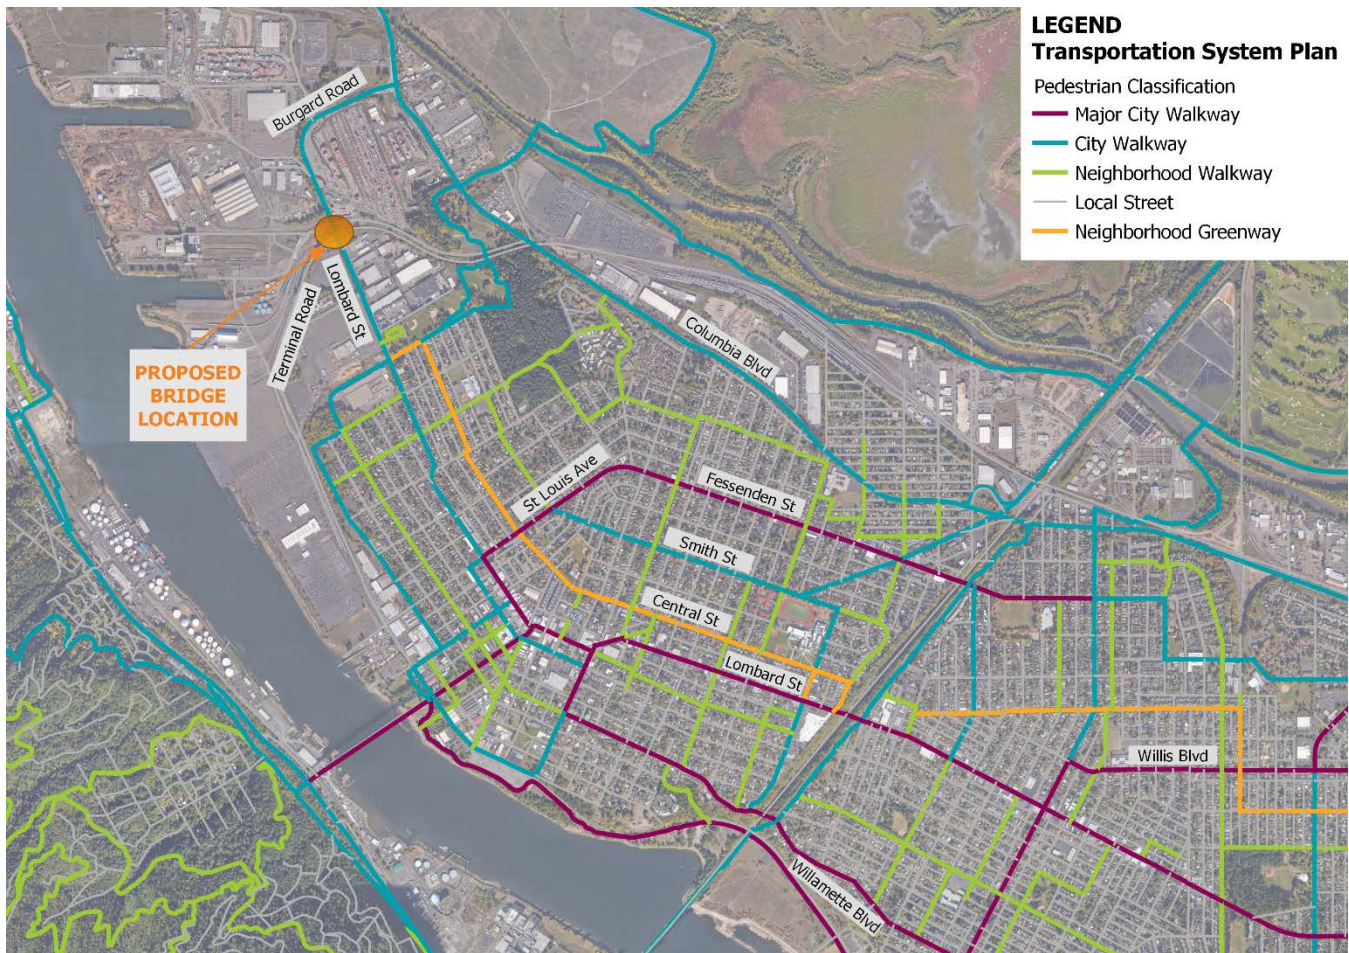 LEGEND
Transportation System Plan
Pedestrian Classification
Major City Walkway
City Walkway
Neighborhood Walkway
Local Street
Neighborhood Greenway
Burgard Road
Lombard St
Terminal Road
PROPOSED
BRIDGE
LOCATION
Columbia Blvd
St Louis Ave
Fessenden St
Smith St
Central St
Lombard St
Willis Blvd
Willamette Blvd